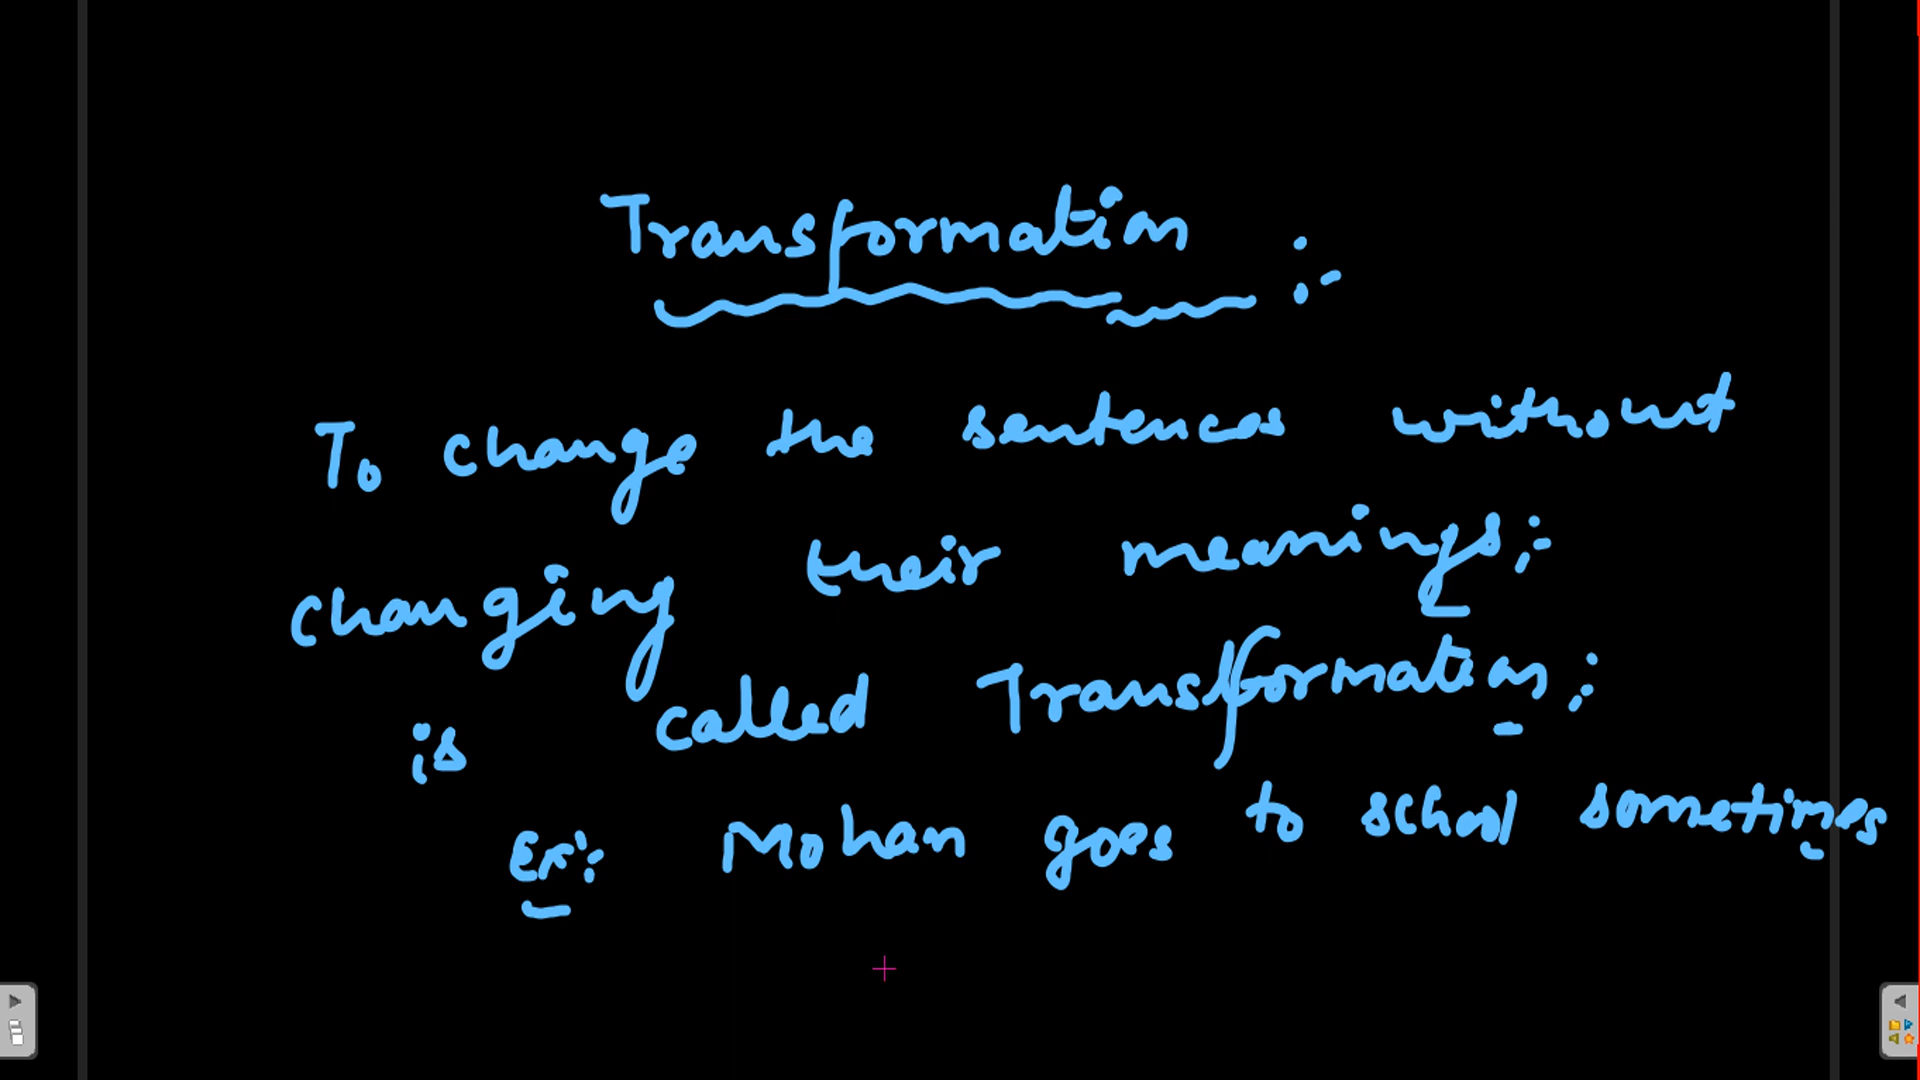 Transformation :-
To change the sentences without
changing their meanings;-
is called Transformation;
Ex:- Mohan goes to school sometimes